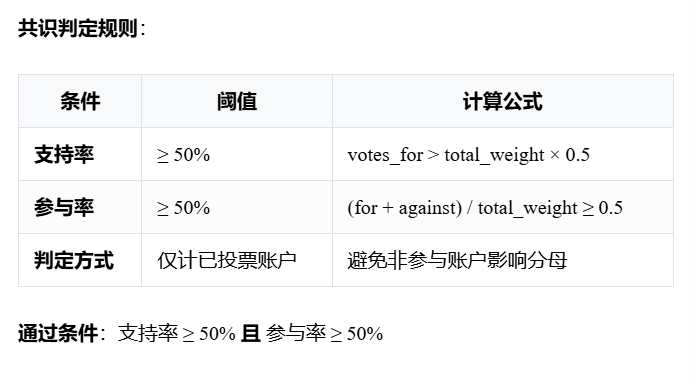 共识判定规则：
条件 阈值 计算公式
支持率 ≥ 50% votes_for > total_weight × 0.5
参与率 ≥ 50% (for + against) / total_weight ≥ 0.5
判定方式 仅计已投票账户 避免非参与账户影响分母
通过条件：支持率 ≥ 50% 且 参与率 ≥ 50%